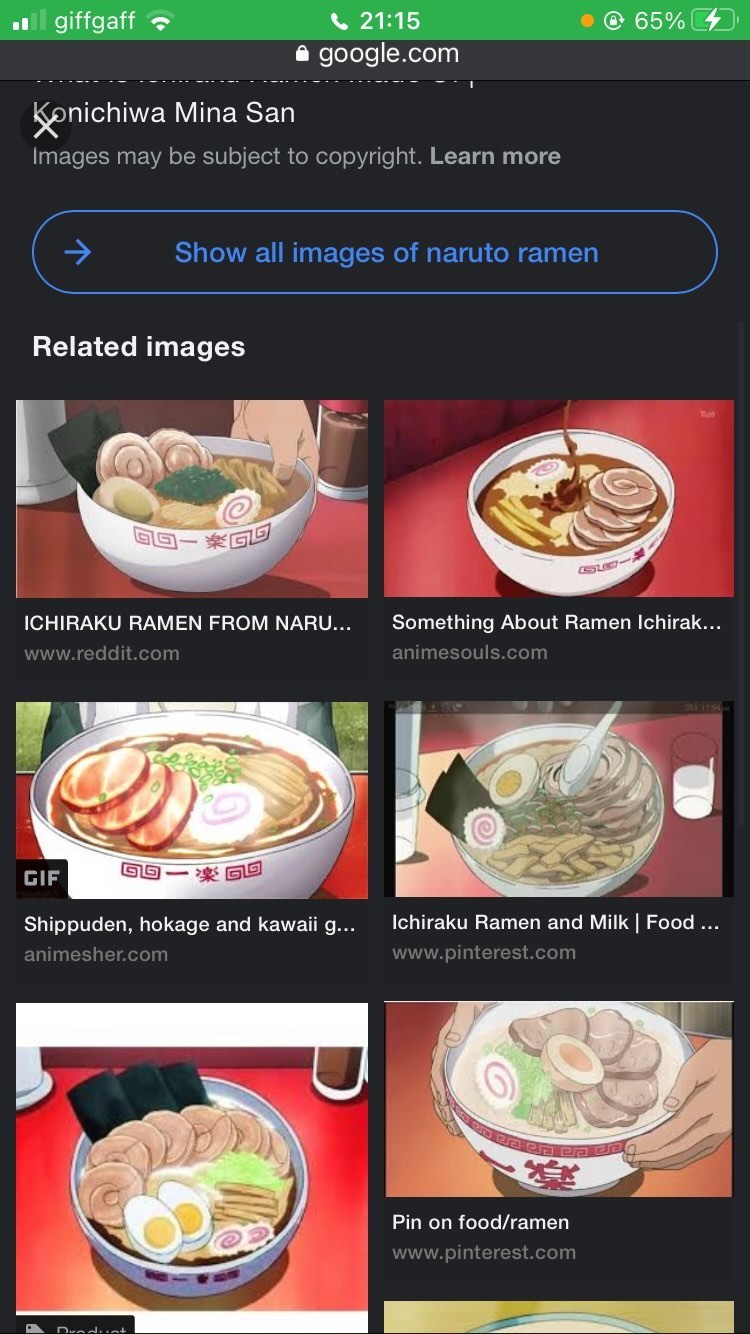 giffgaff
21:15
65%
google.com
Konichiwa Mina San
Images may be subject to copyright. Learn more
Show all images of naruto ramen
Related images
一楽
ICHIRAKU RAMEN FROM NARU...
www.reddit.com
一楽
Something About Ramen Ichirak...
animesouls.com
一楽
GIF
Shippuden, hokage and kawaii g...
animesher.com
Ichiraku Ramen and Milk | Food ...
www.pinterest.com
一楽
一楽
Pin on food/ramen
www.pinterest.com
Product